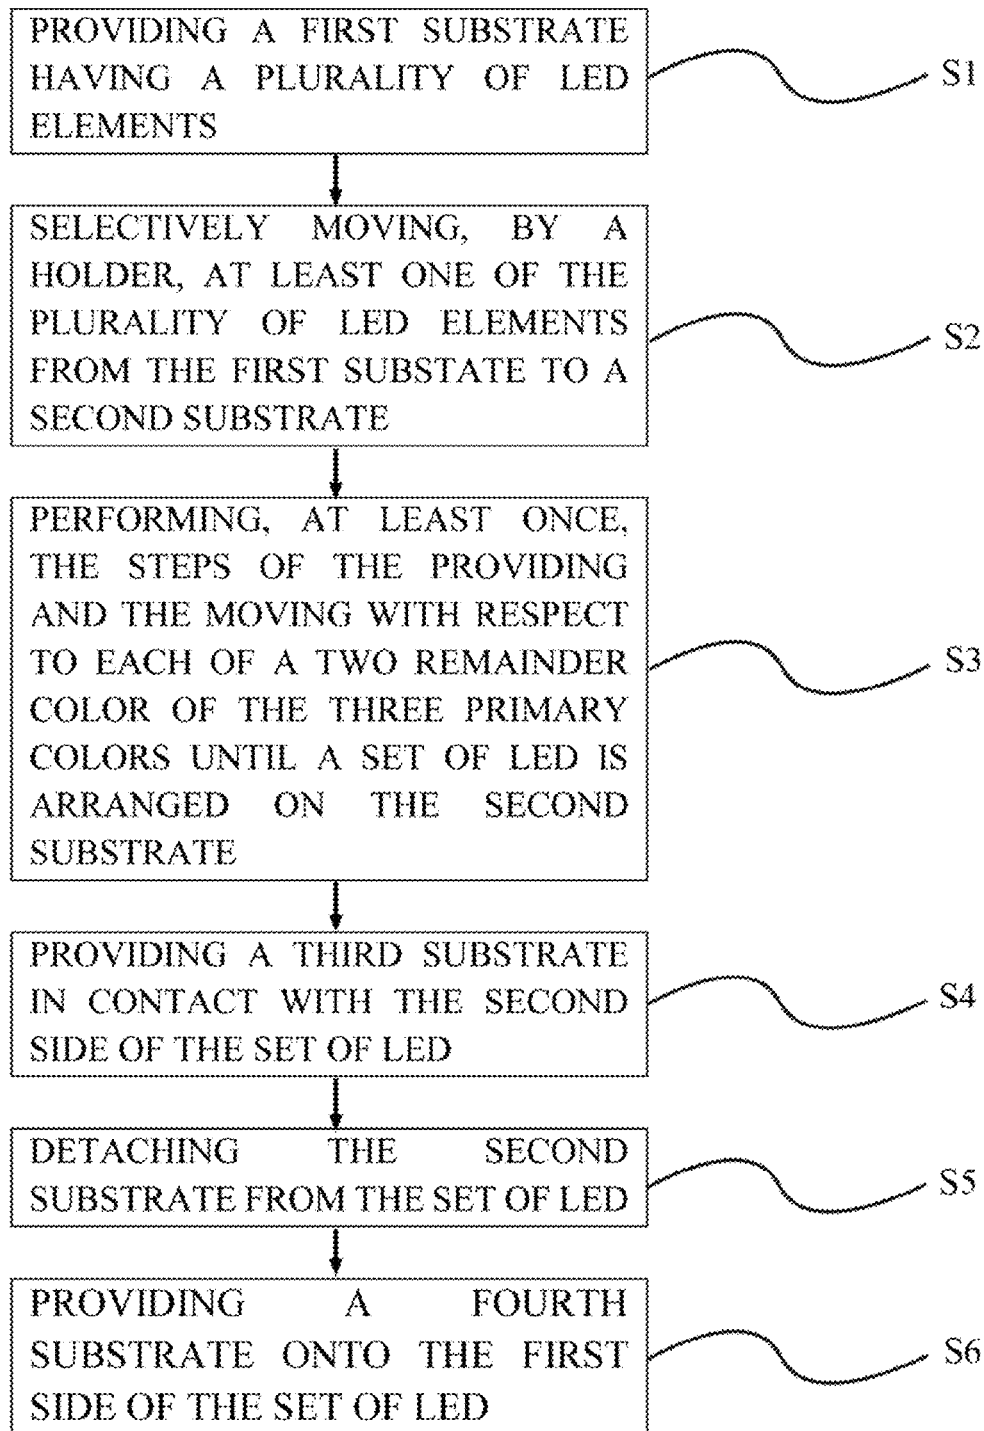 PROVIDING A FIRST SUBSTRATE
HAVING A PLURALITY OF LED
ELEMENTS
S1
SELECTIVELY MOVING, BY A
HOLDER, AT LEAST ONE OF THE
PLURALITY OF LED ELEMENTS
FROM THE FIRST SUBSTATE TO A
SECOND SUBSTRATE
S2
PERFORMING, AT LEAST ONCE,
THE STEPS OF THE PROVIDING
AND THE MOVING WITH RESPECT
TO EACH OF A TWO REMAINDER
COLOR OF THE THREE PRIMARY
COLORS UNTIL A SET OF LED IS
ARRANGED ON THE SECOND
SUBSTRATE
S3
PROVIDING A THIRD SUBSTRATE
IN CONTACT WITH THE SECOND
SIDE OF THE SET OF LED
S4
DETACHING THE SECOND
SUBSTRATE FROM THE SET OF LED
S5
PROVIDING A FOURTH
SUBSTRATE ONTO THE FIRST
SIDE OF THE SET OF LED
S6